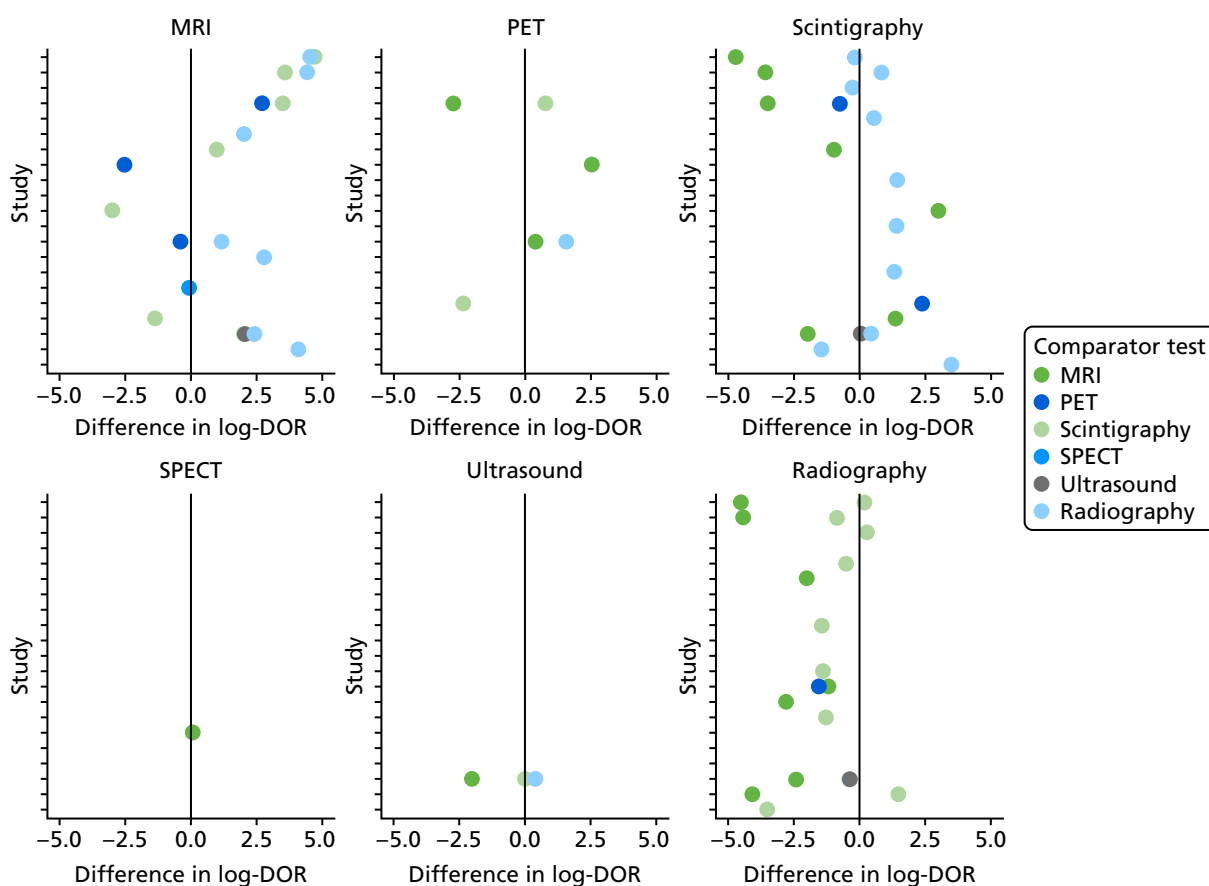 MRI
PET
Scintigraphy
Study
Study
Study
−5.0 −2.5 0.0 2.5 5.0
−5.0 −2.5 0.0 2.5 5.0
−5.0 −2.5 0.0 2.5 5.0
Difference in log-DOR
Difference in log-DOR
Difference in log-DOR
Comparator test
MRI
PET
Scintigraphy
SPECT
Ultrasound
Radiography
SPECT
Ultrasound
Radiography
Study
Study
Study
−5.0 −2.5 0.0 2.5 5.0
−5.0 −2.5 0.0 2.5 5.0
−5.0 −2.5 0.0 2.5 5.0
Difference in log-DOR
Difference in log-DOR
Difference in log-DOR